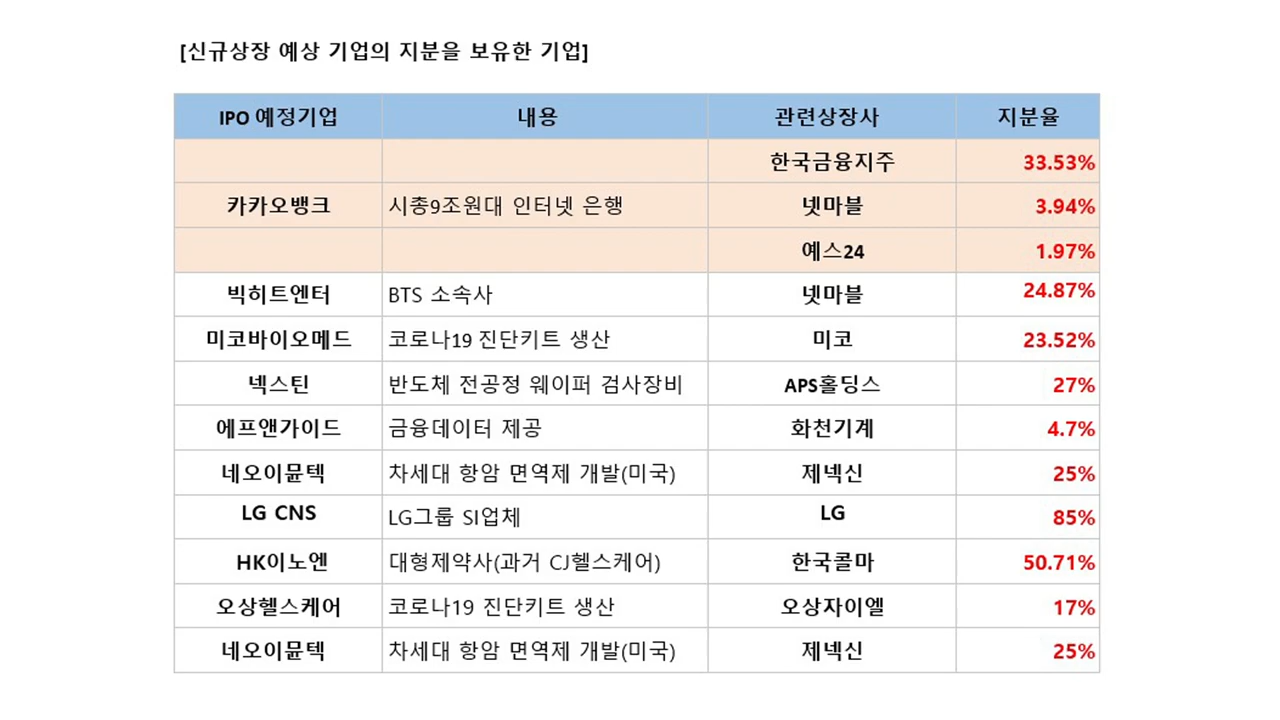 [신규상장 예상 기업의 지분을 보유한 기업]
IPO 예정기업 내용 관련상장사 지분율
한국금융지주 33.53%
카카오뱅크 시총9조원대 인터넷 은행 넷마블 3.94%
예스24 1.97%
빅히트엔터 BTS 소속사 넷마블 24.87%
미코바이오메드 코로나19 진단키트 생산 미코 23.52%
넥스틴 반도체 전공정 웨이퍼 검사장비 APS홀딩스 27%
에프앤가이드 금융데이터 제공 화천기계 4.7%
네오이뮨텍 차세대 항암 면역제 개발(미국) 제넥신 25%
LG CNS LG그룹 SI업체 LG 85%
HK이노엔 대형제약사(과거 CJ헬스케어) 한국콜마 50.71%
오상헬스케어 코로나19 진단키트 생산 오상자이엘 17%
네오이뮨텍 차세대 항암 면역제 개발(미국) 제넥신 25%